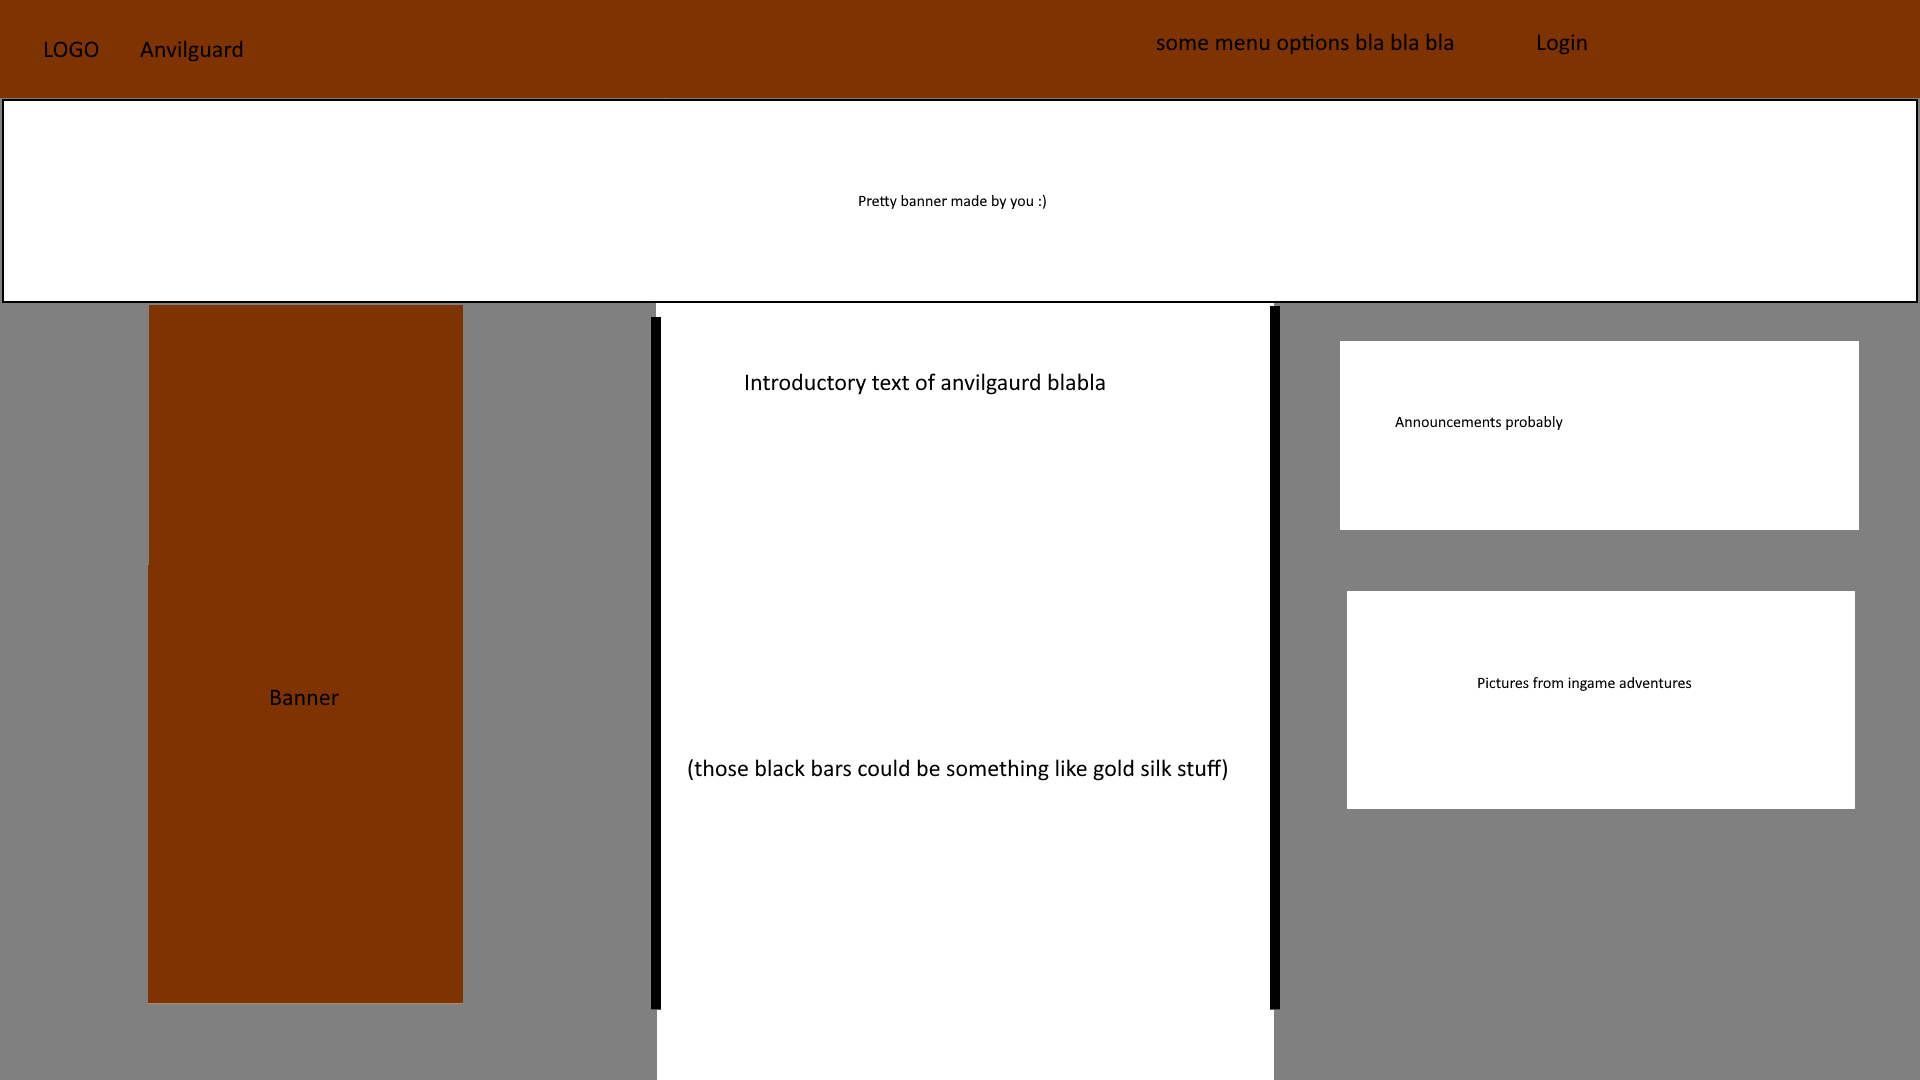 LOGO Anvilguard some menu options bla bla bla Login
Pretty banner made by you :)
Introductory text of anvilgaurd blabla
Announcements probably
Pictures from ingame adventures
Banner
(those black bars could be something like gold silk stuff)